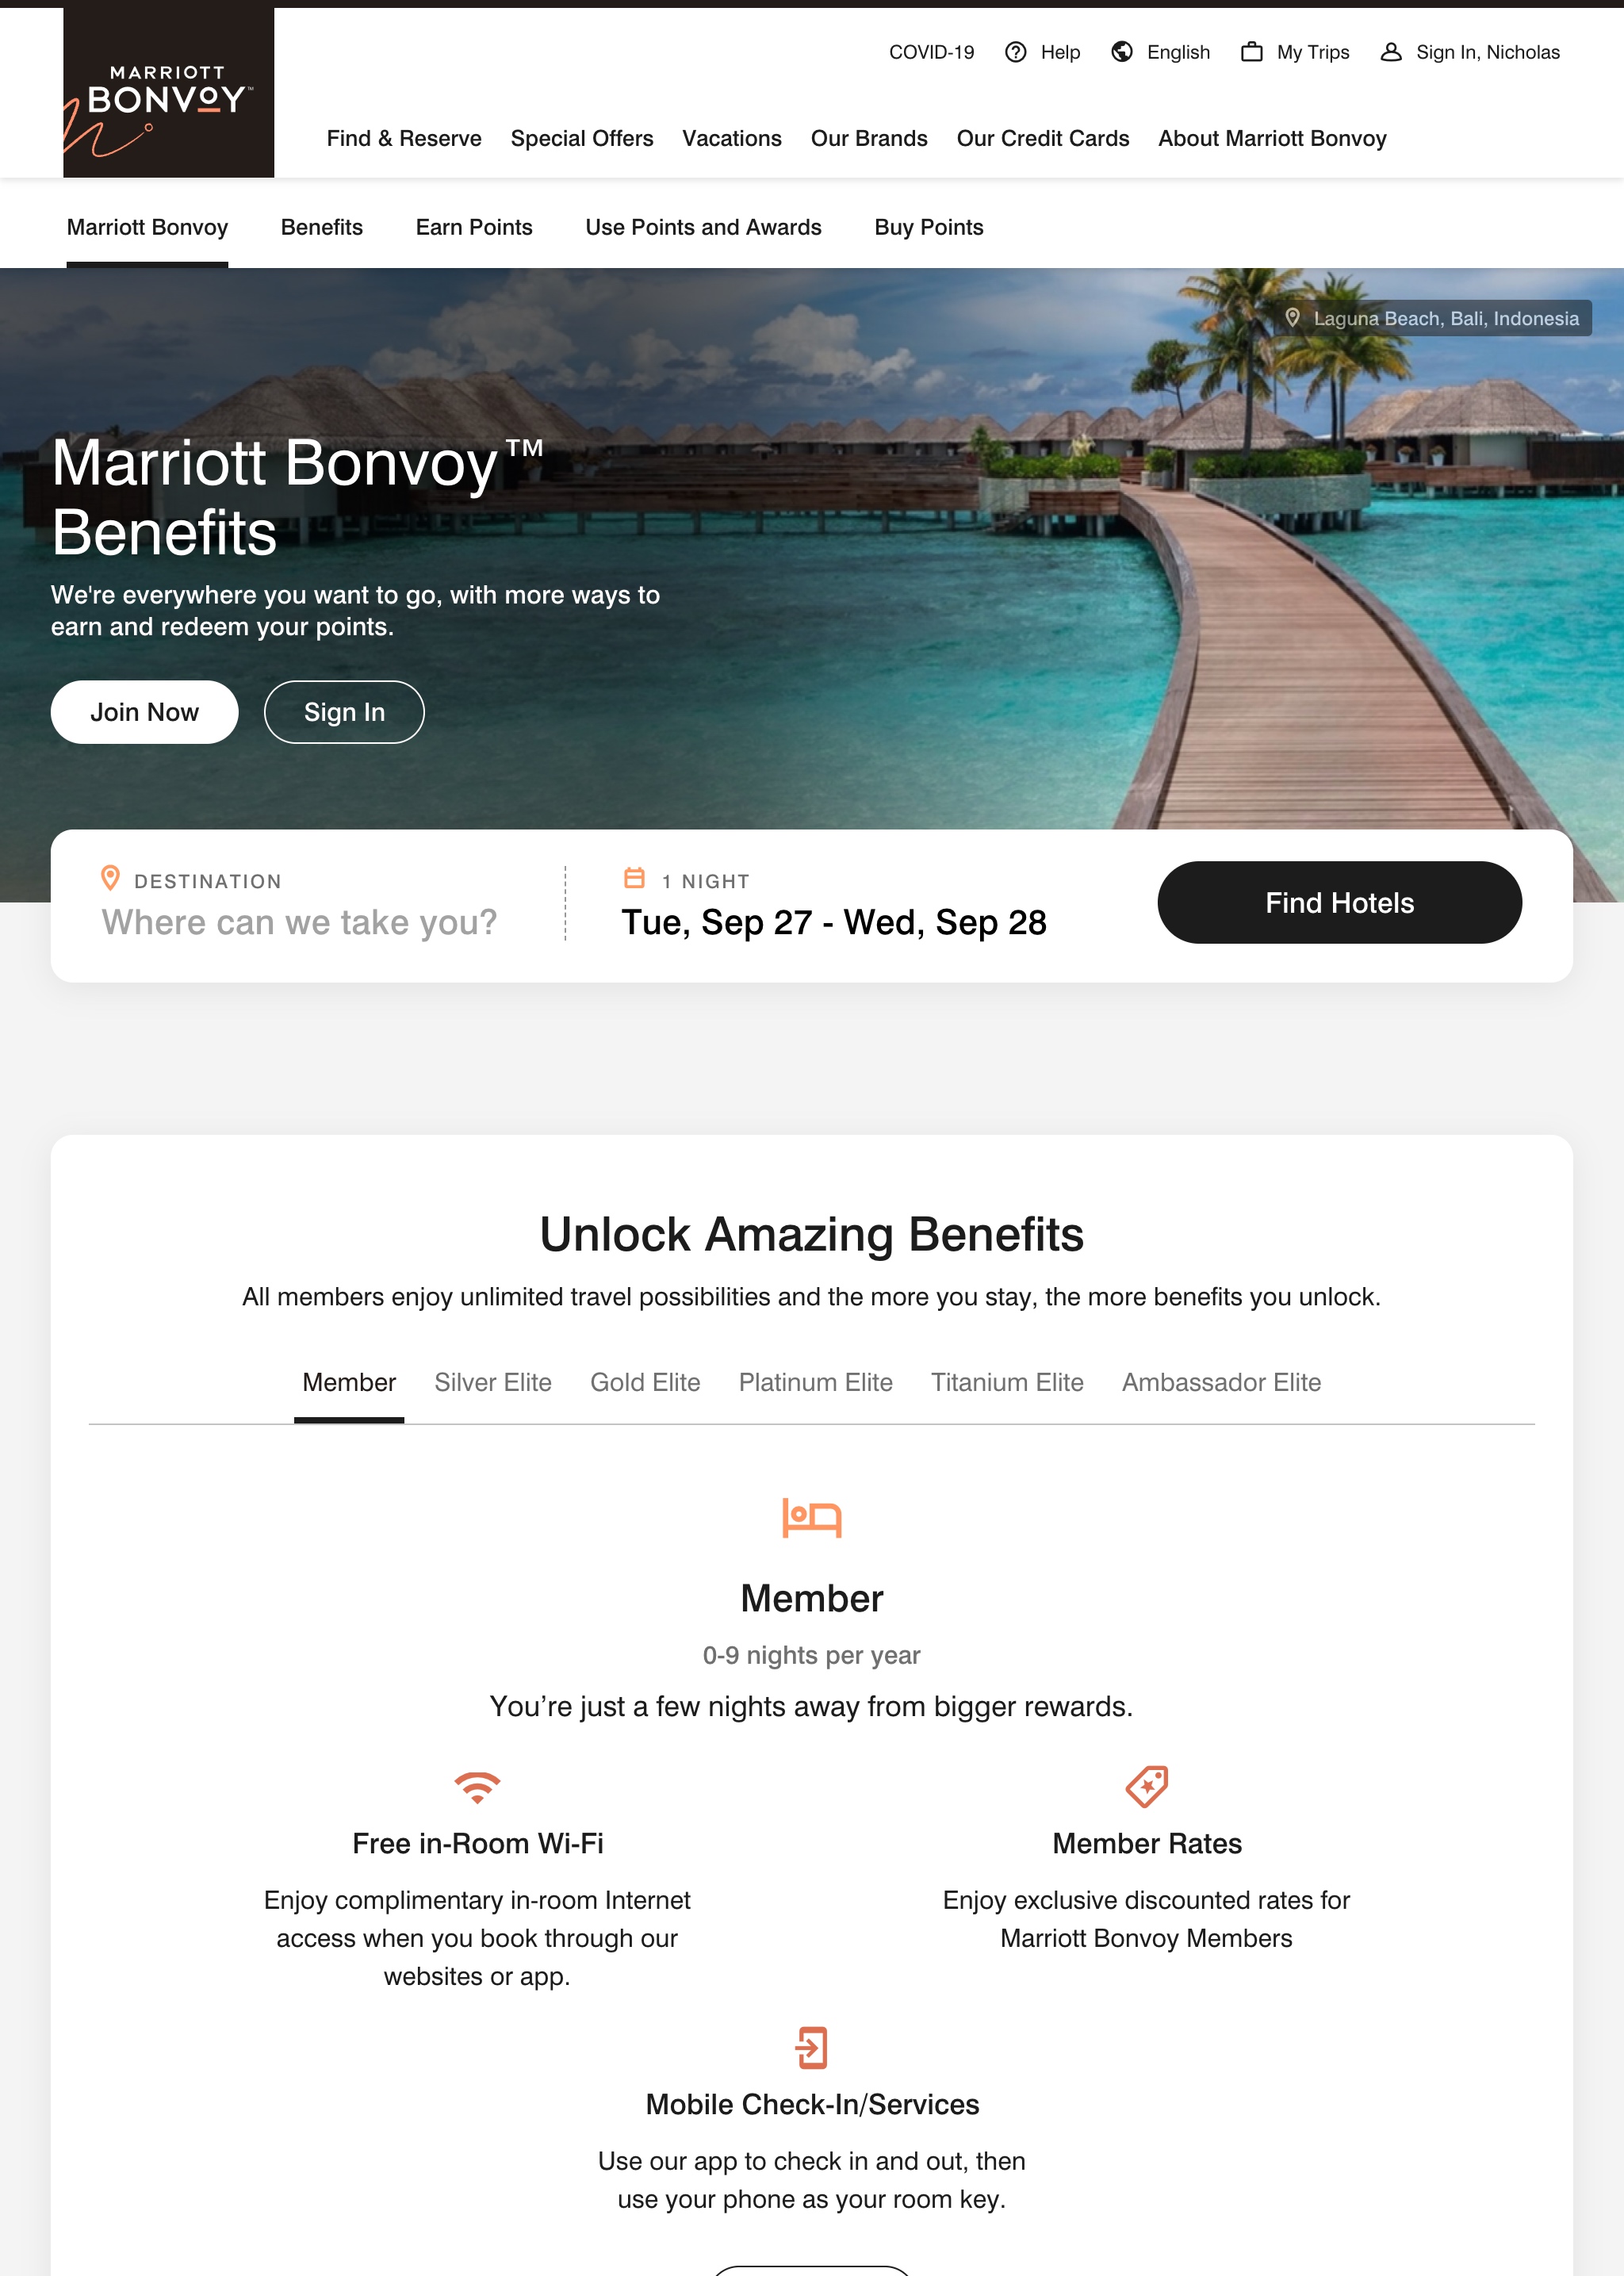 MARRIOTT
BONVOY™
COVID-19 Help English My Trips Sign In, Nicholas
Find & Reserve Special Offers Vacations Our Brands Our Credit Cards About Marriott Bonvoy
Marriott Bonvoy Benefits Earn Points Use Points and Awards Buy Points
Laguna Beach, Bali, Indonesia
Marriott Bonvoy™
Benefits
We're everywhere you want to go, with more ways to
earn and redeem your points.
Join Now Sign In
DESTINATION
Where can we take you?
1 NIGHT
Tue, Sep 27 - Wed, Sep 28
Find Hotels
Unlock Amazing Benefits
All members enjoy unlimited travel possibilities and the more you stay, the more benefits you unlock.
Member Silver Elite Gold Elite Platinum Elite Titanium Elite Ambassador Elite
Member
0-9 nights per year
You’re just a few nights away from bigger rewards.
Free in-Room Wi-Fi
Enjoy complimentary in-room Internet
access when you book through our
websites or app.
Member Rates
Enjoy exclusive discounted rates for
Marriott Bonvoy Members
Mobile Check-In/Services
Use our app to check in and out, then
use your phone as your room key.